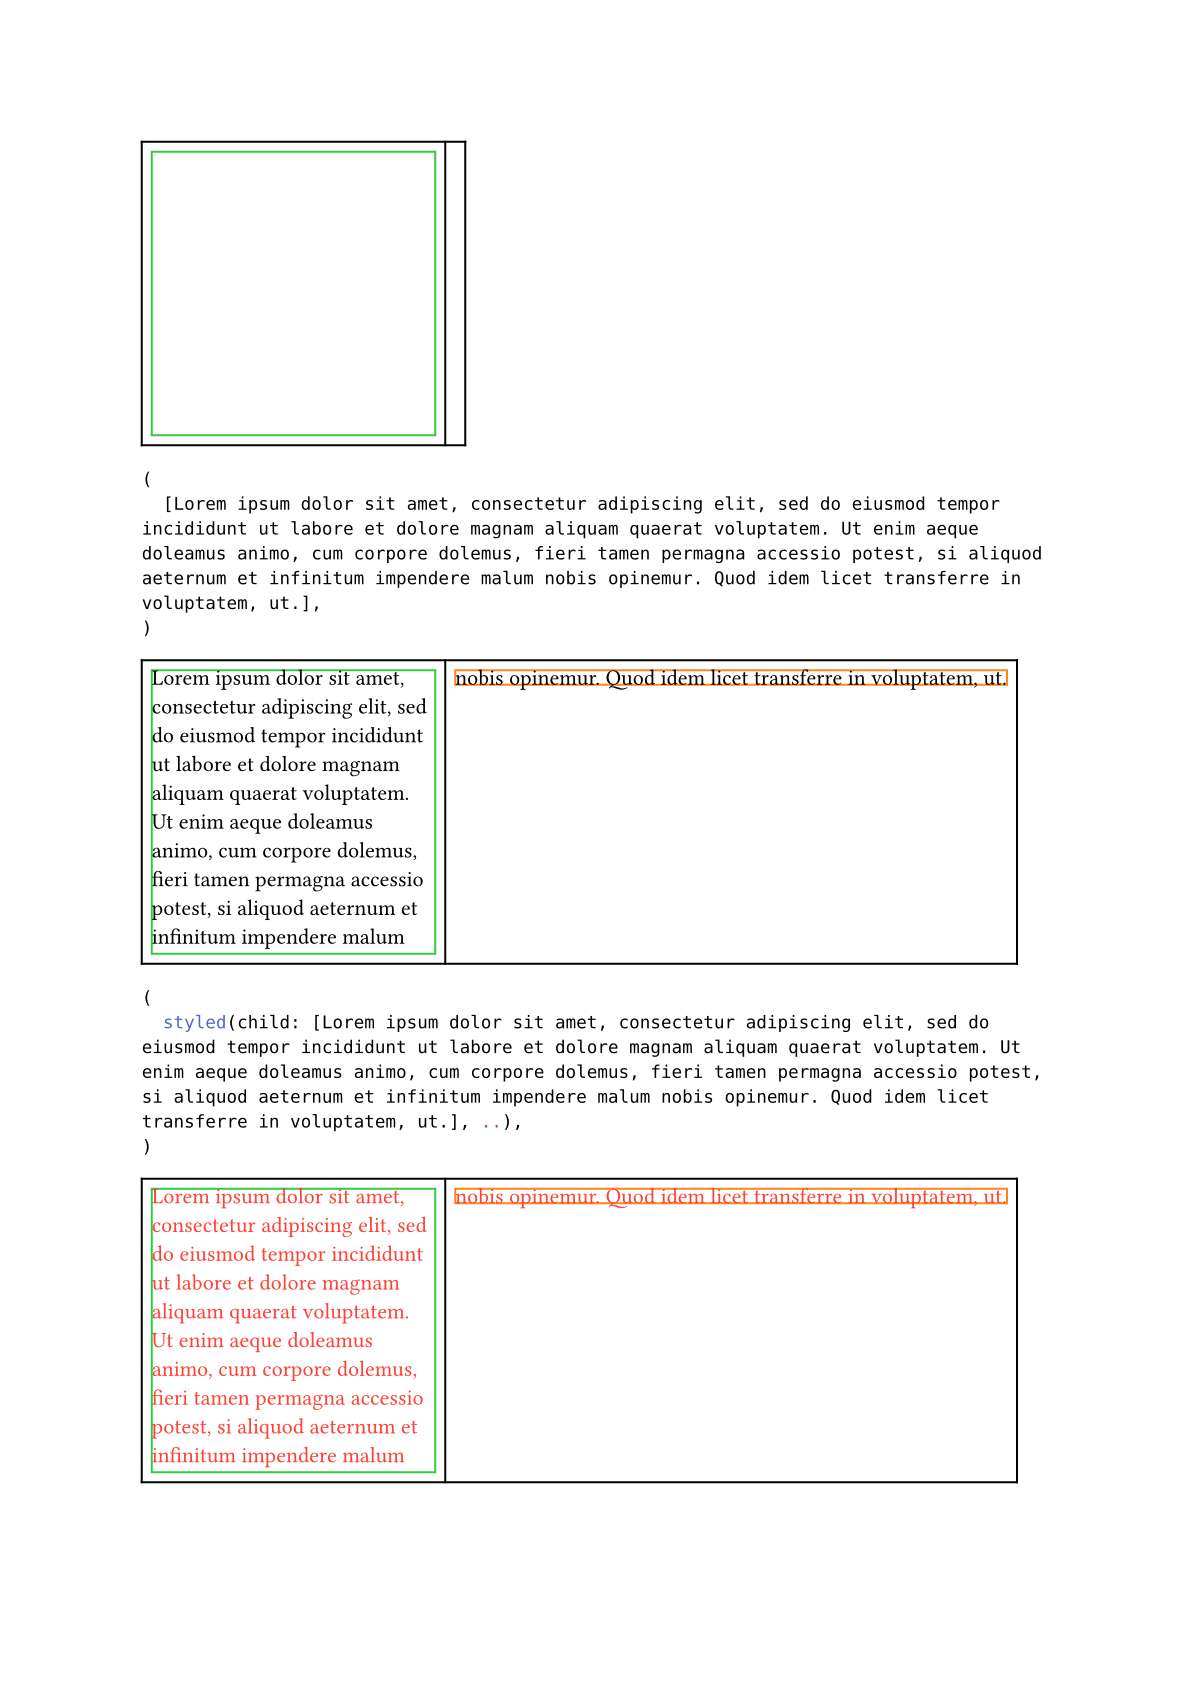 (
  [Lorem ipsum dolor sit amet, consectetur adipiscing elit, sed do eiusmod tempor
incididunt ut labore et dolore magnam aliquam quaerat voluptatem. Ut enim aeque
doleamus animo, cum corpore dolemus, fieri tamen permagna accessio potest, si aliquod
aeternum et infinitum impendere malum nobis opinemur. Quod idem licet transferre in
voluptatem, ut.],
)
Lorem ipsum dolor sit amet,
consectetur adipiscing elit, sed
do eiusmod tempor incididunt
ut labore et dolore magnam
aliquam quaerat voluptatem.
Ut enim aeque doleamus
animo, cum corpore dolemus,
fieri tamen permagna accessio
potest, si aliquod aeternum et
infinitum impendere malum
nobis opinemur. Quod idem licet transferre in voluptatem, ut.
(
  styled(child: [Lorem ipsum dolor sit amet, consectetur adipiscing elit, sed do
eiusmod tempor incididunt ut labore et dolore magnam aliquam quaerat voluptatem. Ut
enim aeque doleamus animo, cum corpore dolemus, fieri tamen permagna accessio potest,
si aliquod aeternum et infinitum impendere malum nobis opinemur. Quod idem licet
transferre in voluptatem, ut.], ..),
)
Lorem ipsum dolor sit amet,
consectetur adipiscing elit, sed
do eiusmod tempor incididunt
ut labore et dolore magnam
aliquam quaerat voluptatem.
Ut enim aeque doleamus
animo, cum corpore dolemus,
fieri tamen permagna accessio
potest, si aliquod aeternum et
infinitum impendere malum
nobis opinemur. Quod idem licet transferre in voluptatem, ut.